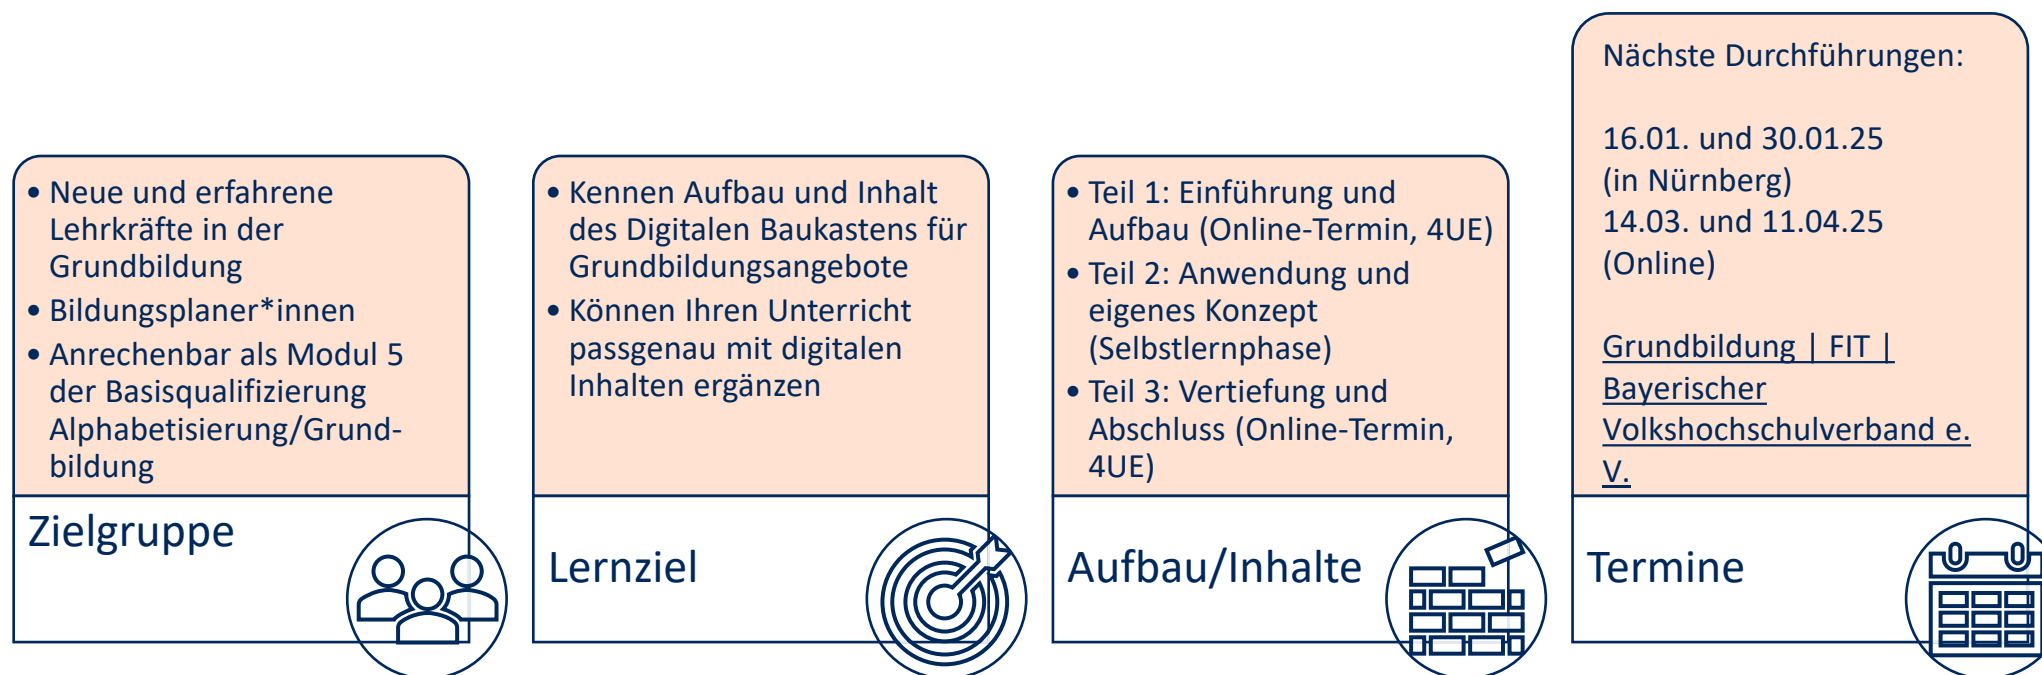 • Neue und erfahrene
Lehrkräfte in der
Grundbildung
• Bildungsplaner*innen
• Anrechenbar als Modul 5
der Basisqualifizierung
Alphabetisierung/Grund-
bildung
Zielgruppe
• Kennen Aufbau und Inhalt
des Digitalen Baukastens für
Grundbildungsangebote
• Können Ihren Unterricht
passgenau mit digitalen
Inhalten ergänzen
Lernziel
• Teil 1: Einführung und
Aufbau (Online-Termin, 4UE)
• Teil 2: Anwendung und
eigenes Konzept
(Selbstlernphase)
• Teil 3: Vertiefung und
Abschluss (Online-Termin,
4UE)
Aufbau/Inhalte
Nächste Durchführungen:
16.01. und 30.01.25
(in Nürnberg)
14.03. und 11.04.25
(Online)
Grundbildung | FIT |
Bayerischer
Volkshochschulverband e.
V.
Termine